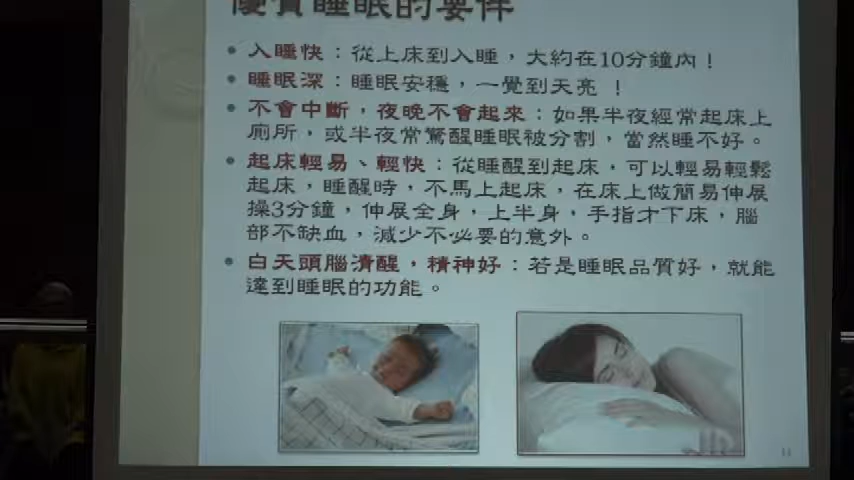 優質睡眠的要件
• 入睡快：從上床到入睡，大約在10分鐘內！
• 睡眠深：睡眠安穩，一覺到天亮 ！
• 不會中斷，夜晚不會起來：如果半夜經常起床上
廁所，或半夜常驚醒睡眠被分割，當然睡不好。
• 起床輕易、輕快：從睡醒到起床，可以輕易輕鬆
起床，睡醒時，不馬上起床，在床上做簡易伸展
操3分鐘，伸展全身，上半身，手指才下床，腦
部不缺血，減少不必要的意外。
• 白天頭腦清醒，精神好：若是睡眠品質好，就能
達到睡眠的功能。
11